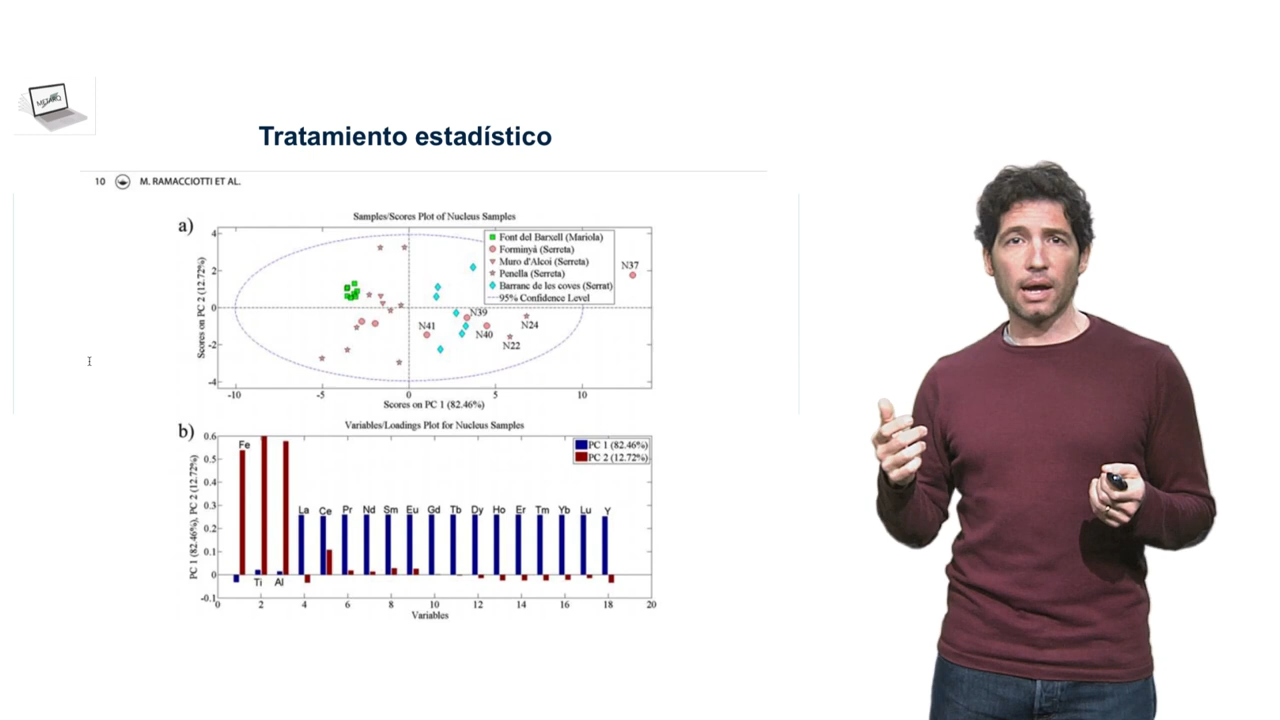 METARQ
Tratamiento estadístico
10 M. RAMACCIOTTI ET AL.
a)
Samples/Scores Plot of Nucleus Samples
Scores on PC 2 (12.72%)
4
2
0
-2
-4
Font del Barxell (Mariola)
Forminyà (Serreta)
Muro d'Alcoi (Serreta)
Penella (Serreta)
Barranc de les coves (Serrat)
95% Confidence Level
N37
N39
N41
N40
N24
N22
-10 -5 0 5 10
Scores on PC 1 (82.46%)
b)
Variables/Loadings Plot for Nucleus Samples
PC 1 (82.46%), PC 2 (12.72%)
0.6
0.5
0.4
0.3
0.2
0.1
0
-0.1
PC 1 (82.46%)
PC 2 (12.72%)
Fe
La Ce Pr Nd Sm Eu Gd Tb Dy Ho Er Tm Yb Lu Y
Ti Al
0 2 4 6 8 10 12 14 16 18 20
Variables